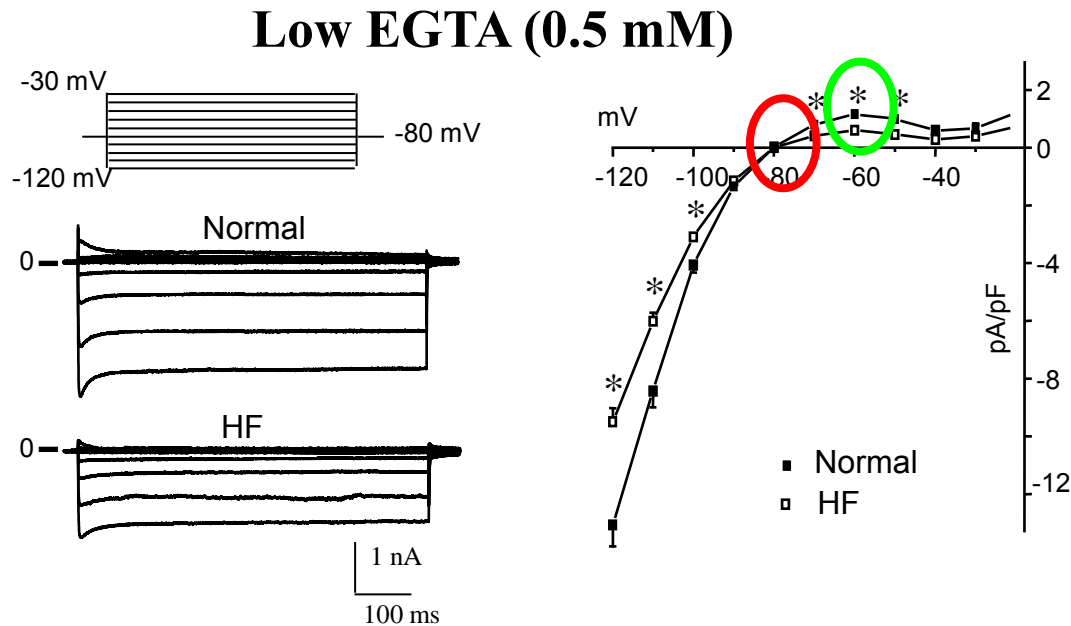 Low EGTA (0.5 mM)
-30 mV
-80 mV
-120 mV
Normal
0
HF
0
1 nA
100 ms
mV
* * *
2
0
-120 -100 -80 -60 -40
*
*
*
-4
-8
-12
pA/pF
Normal
HF